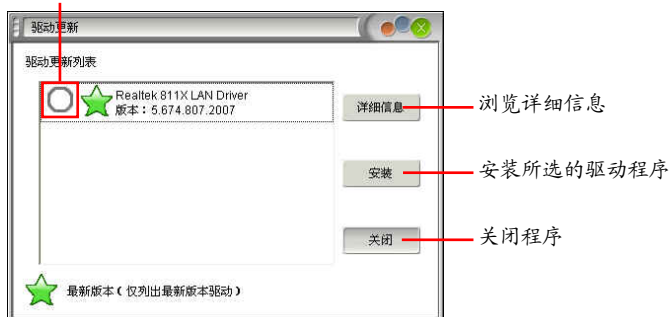 驱动更新
驱动更新列表
Realtek 811X LAN Driver
版本：5.674.807.2007
详细信息
浏览详细信息
安装
安装所选的驱动程序
关闭
关闭程序
最新版本（仅列出最新版本驱动）